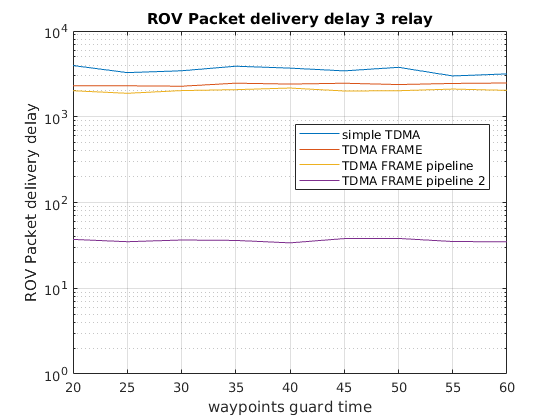 ROV Packet delivery delay 3 relay
10^4
10^3
10^2
10^1
10^0
ROV Packet delivery delay
simple TDMA
TDMA FRAME
TDMA FRAME pipeline
TDMA FRAME pipeline 2
20 25 30 35 40 45 50 55 60
waypoints guard time